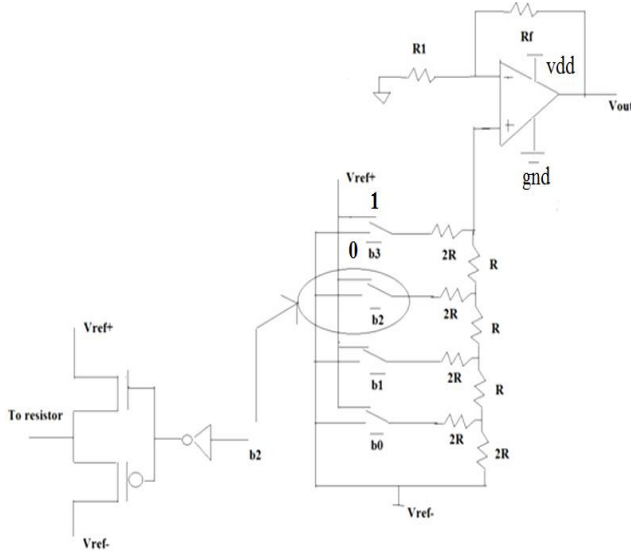 Rf
R1
vdd
Vout
gnd
Vref+
1
0
b3
2R
R
b2
2R
R
Vref+
b1
2R
R
To resistor
b2
b0
2R
2R
Vref-
Vref-